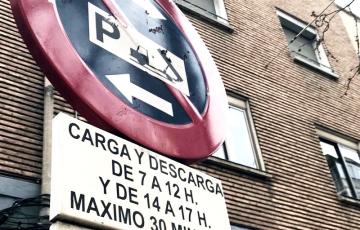 P
CARGA Y DESCARGA
DE 7 A 12 H.
Y DE 14 A 17 H.
MAXIMO 30